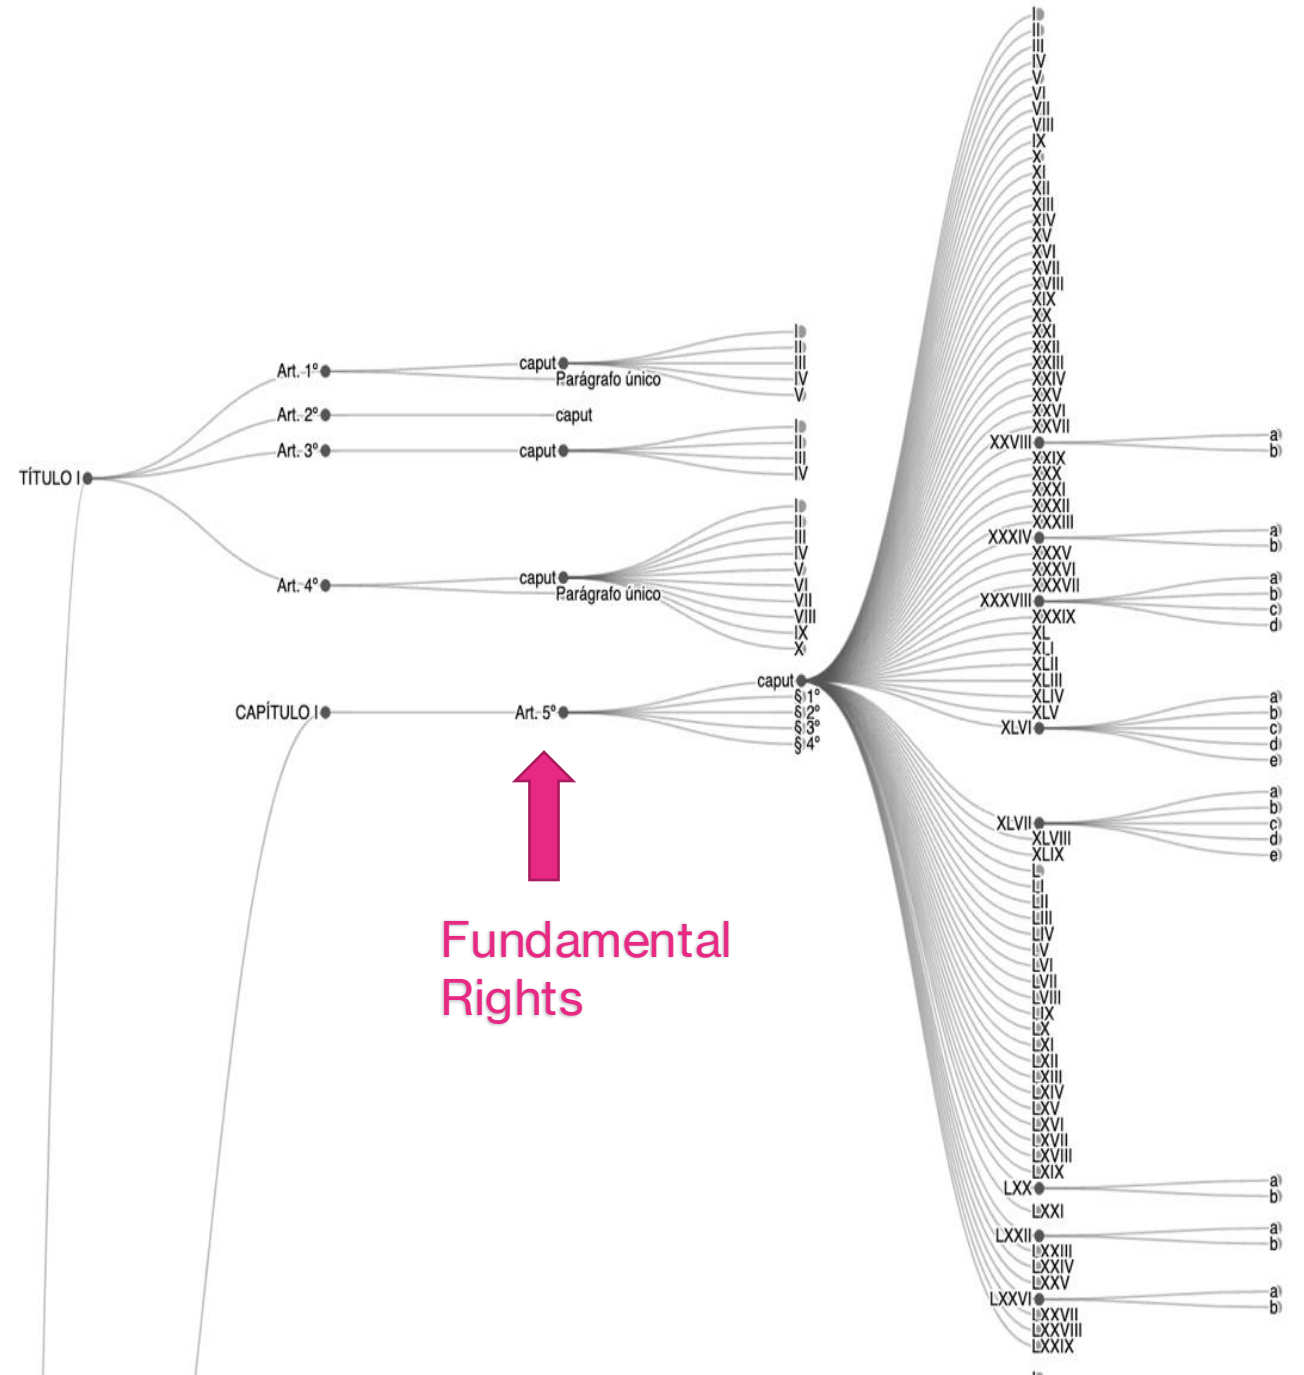 TÍTULO I
Art. 1º
caput
I
II
III
IV
V
Parágrafo único
Art. 2º
caput
Art. 3º
caput
I
II
III
IV
Art. 4º
caput
I
II
III
IV
V
VI
VII
VIII
IX
X
Parágrafo único
CAPÍTULO I
Art. 5º
caput
§ 1º
§ 2º
§ 3º
§ 4º
I
II
III
IV
V
VI
VII
VIII
IX
X
XI
XII
XIII
XIV
XV
XVI
XVII
XVIII
XIX
XX
XXI
XXII
XXIII
XXIV
XXV
XXVI
XXVII
XXVIII
a
b
XXIX
XXX
XXXI
XXXII
XXXIII
XXXIV
a
b
XXXV
XXXVI
XXXVII
XXXVIII
a
b
c
d
XXXIX
XL
XLI
XLII
XLIII
XLIV
XLV
XLVI
a
b
c
d
e
XLVII
a
b
c
d
e
XLVIII
XLIX
L
LI
LII
LIII
LIV
LV
LVI
LVII
LVIII
LIX
LX
LXI
LXII
LXIII
LXIV
LXV
LXVI
LXVII
LXVIII
LXIX
LXX
a
b
LXXI
LXXII
a
b
LXXIII
LXXIV
LXXV
LXXVI
a
b
LXXVII
LXXVIII
LXXIX
Fundamental
Rights